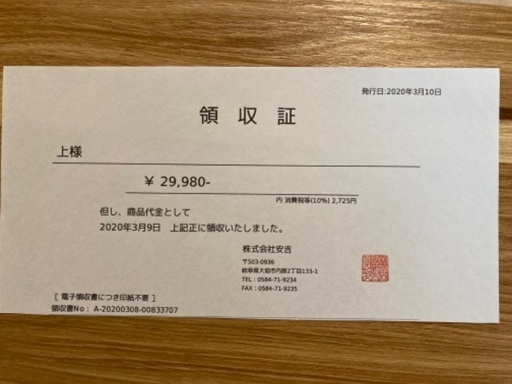 発行日:2020年3月10日
領 収 証
上様
¥ 29,980-
内 消費税等(10%) 2,725円
但し、商品代金として
2020年3月9日　上記正に領収いたしました。
株式会社安吉
〒503-0936
岐阜県大垣市内原2丁目133-1
TEL : 0584-71-9234
FAX : 0584-71-9235
[ 電子領収書につき印紙不要 ]
領収書No : A-20200308-00833707